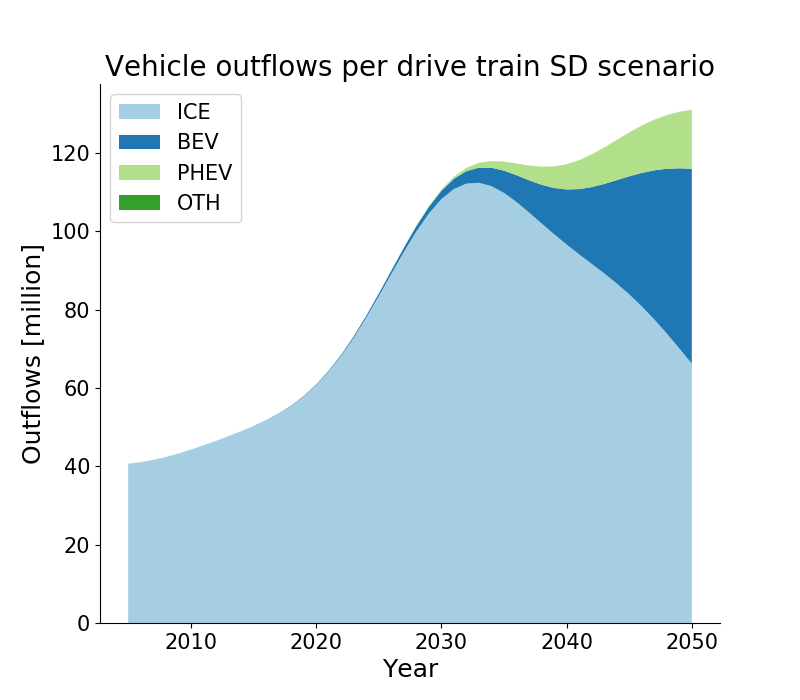 Vehicle outflows per drive train SD scenario
ICE
BEV
PHEV
OTH
Outflows [million]
120
100
80
60
40
20
0
2010 2020 2030 2040 2050
Year